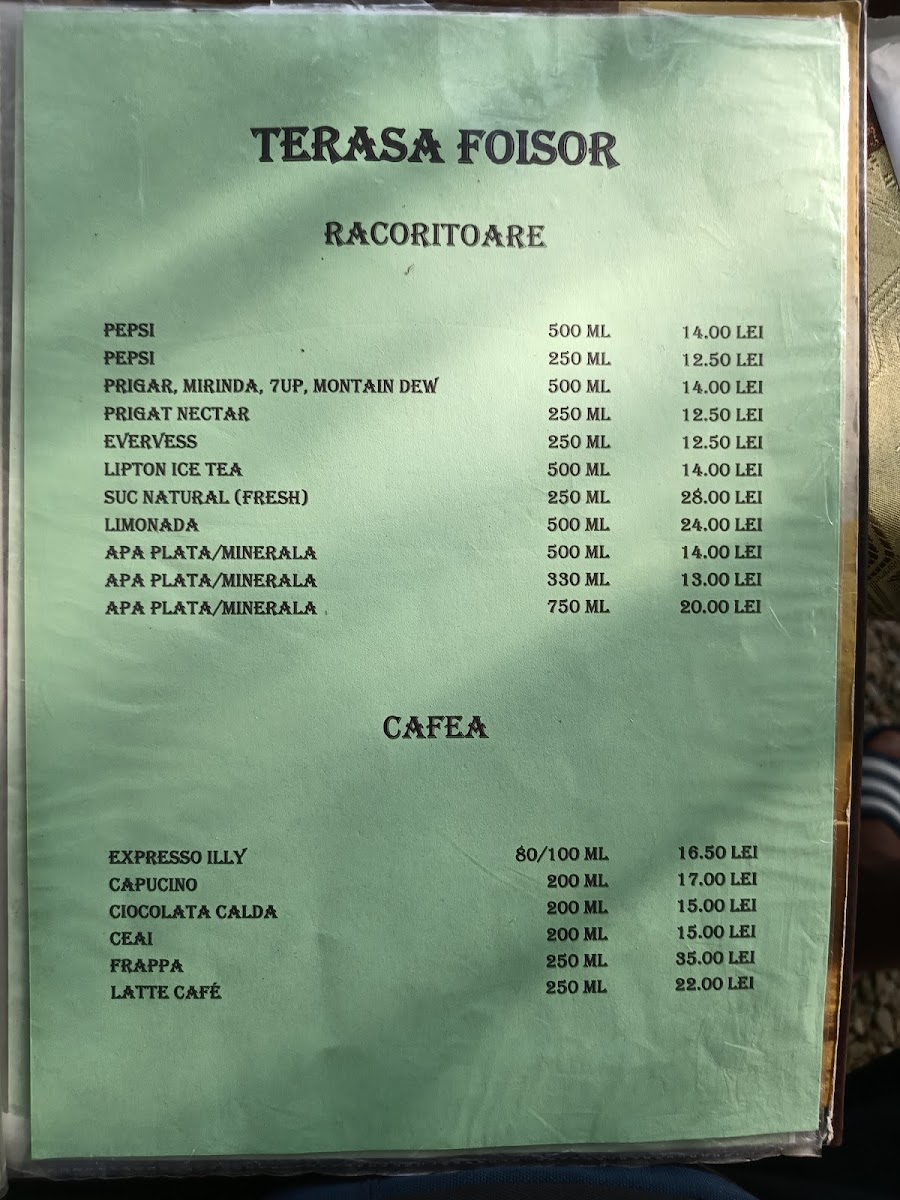 TERASA FOISOR
RACORITOARE
PEPSI 500 ML 14.00 LEI
PEPSI 250 ML 12.50 LEI
PRIGAR, MIRINDA, 7UP, MONTAIN DEW 500 ML 14.00 LEI
PRIGAT NECTAR 250 ML 12.50 LEI
EVERVESS 250 ML 12.50 LEI
LIPTON ICE TEA 500 ML 14.00 LEI
SUC NATURAL (FRESH) 250 ML 28.00 LEI
LIMONADA 500 ML 24.00 LEI
APA PLATA/MINERALA 500 ML 14.00 LEI
APA PLATA/MINERALA 330 ML 13.00 LEI
APA PLATA/MINERALA 750 ML 20.00 LEI
CAFEA
EXPRESSO ILLY 80/100 ML 16.50 LEI
CAPUCINO 200 ML 17.00 LEI
CIOCOLATA CALDA 200 ML 15.00 LEI
CEAI 200 ML 15.00 LEI
FRAPPA 250 ML 35.00 LEI
LATTE CAFÉ 250 ML 22.00 LEI